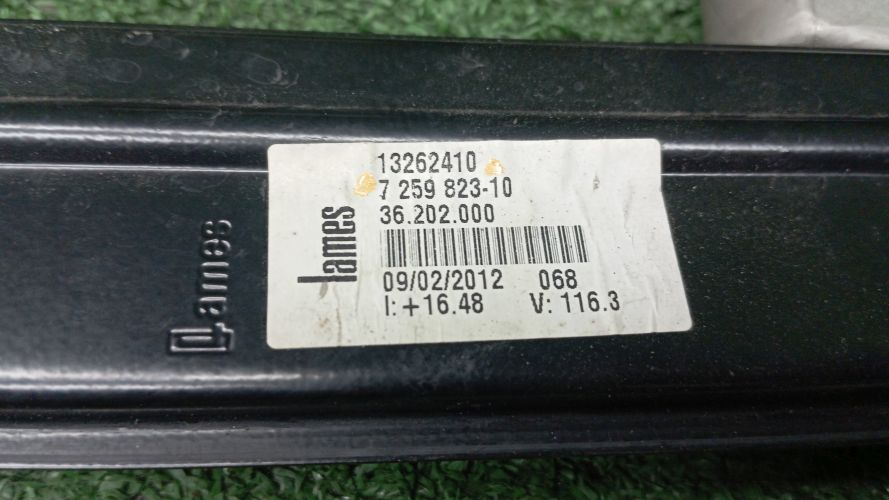 13262410
7 259 823-10
36.202.000
Lames
09/02/2012 068
I: +16.48 V: 116.3
Lames